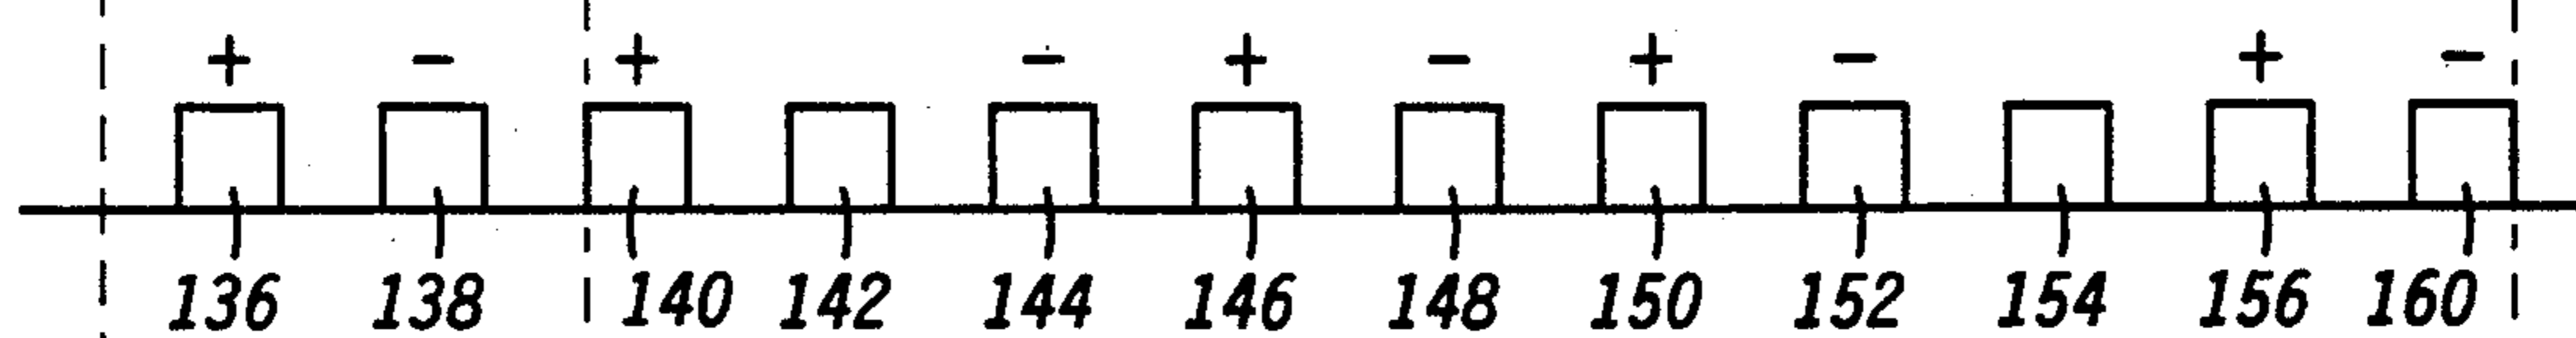 + − + − + − + − + −
136 138 140 142 144 146 148 150 152 154 156 160